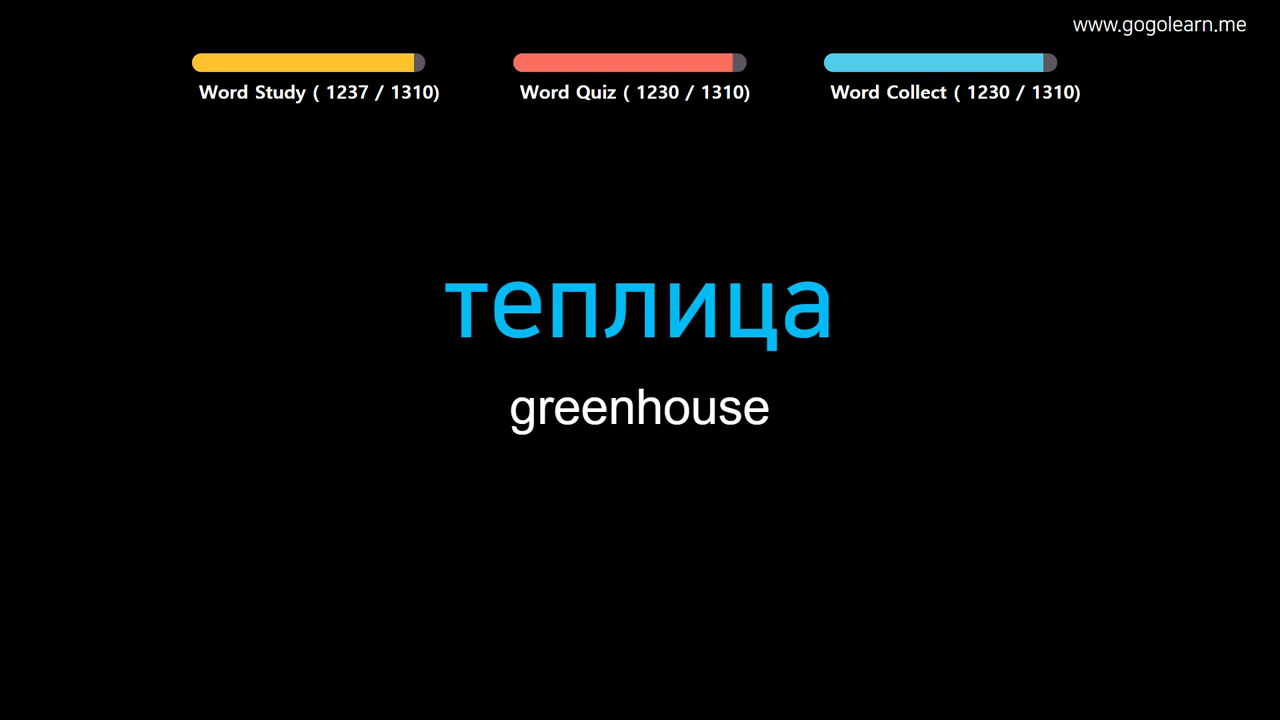 www.gogolearn.me
Word Study ( 1237 / 1310)
Word Quiz ( 1230 / 1310)
Word Collect ( 1230 / 1310)
теплица
greenhouse